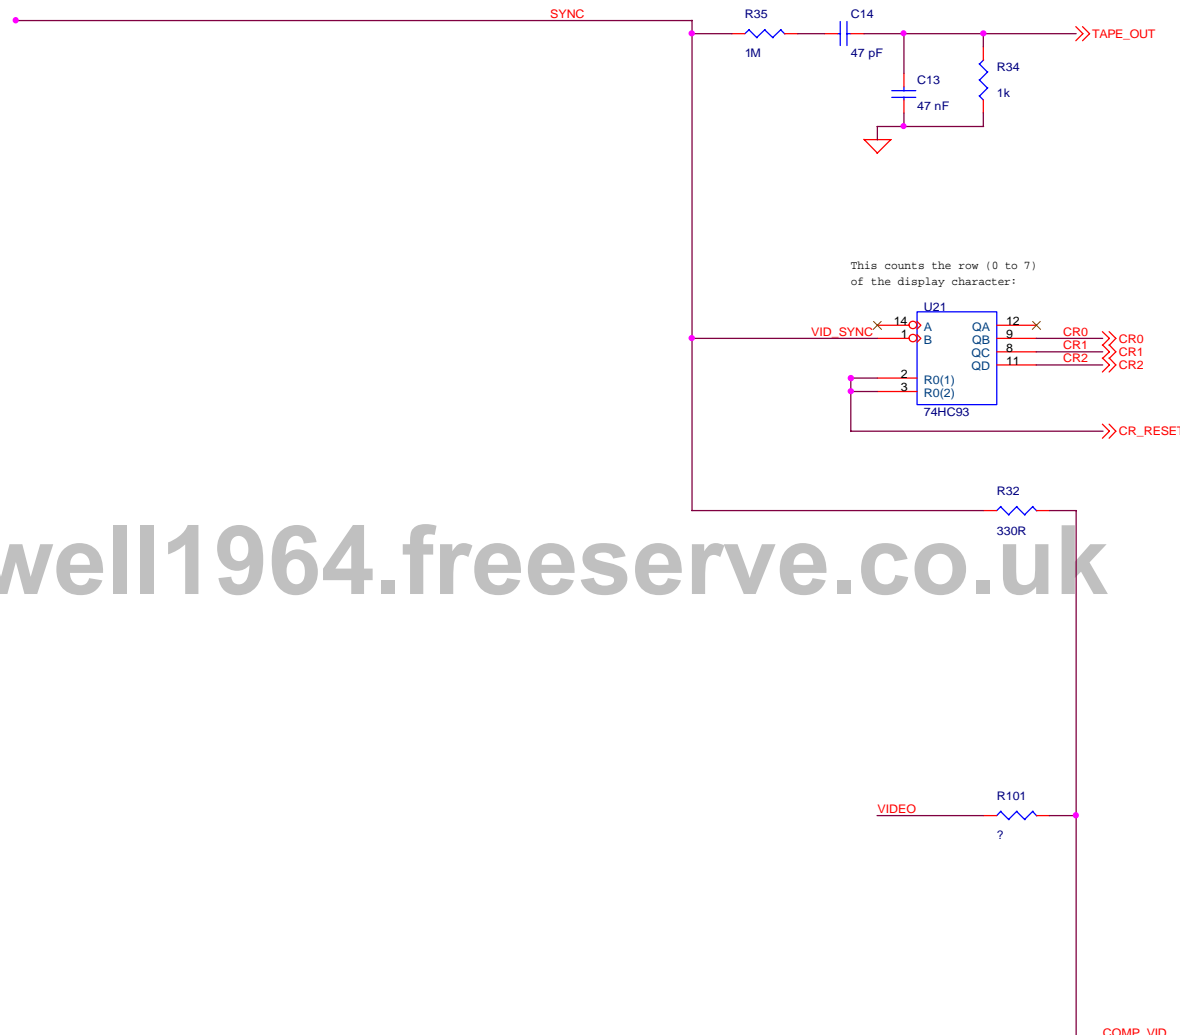 SYNC
R35
C14
TAPE_OUT
1M
47 pF
R34
C13
1k
47 nF
This counts the row (0 to 7)
of the display character:
U21
14
A
QA
12
VID_SYNC
1
B
QB
9
CR0
CR0
QC
8
CR1
CR1
QD
11
CR2
CR2
2
R0(1)
3
R0(2)
74HC93
CR_RESET
R32
330R
well1964.freeserve.co.uk
R101
VIDEO
?
COMP_VID